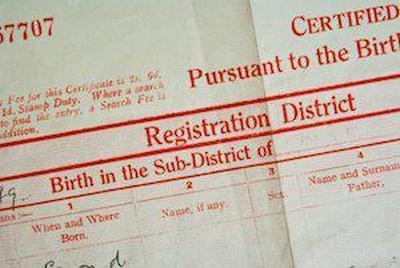 57707
CERTIFIED
Pursuant to the Birth
y Fee for this Certificate is 2s. 6d.
1d. Stamp Duty. Where a search
to find the entry, a Search Fee is
addition.
Registration District
Birth in the Sub-District of
1
2
3
4
When and Where
Born.
Name, if any.
Sex
Name and Surname
Father.